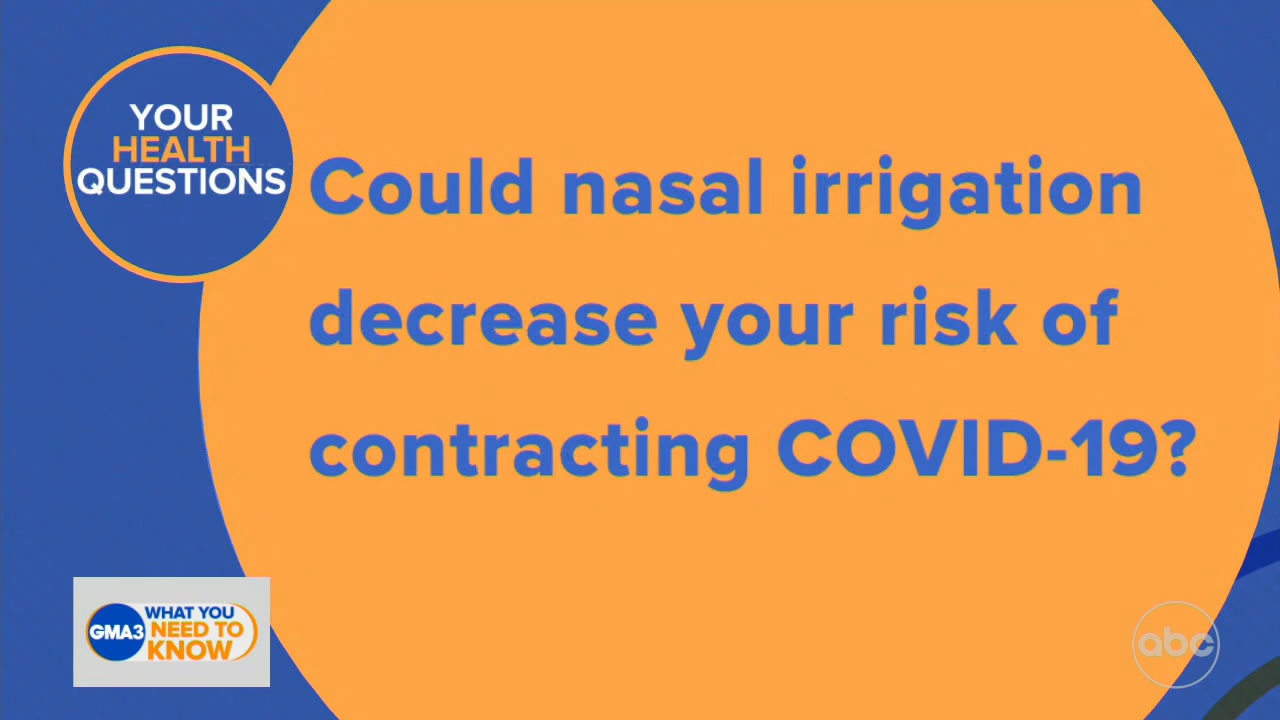 YOUR
HEALTH
QUESTIONS
Could nasal irrigation
decrease your risk of
contracting COVID-19?
GMA3
WHAT YOU
NEED TO
KNOW
abc